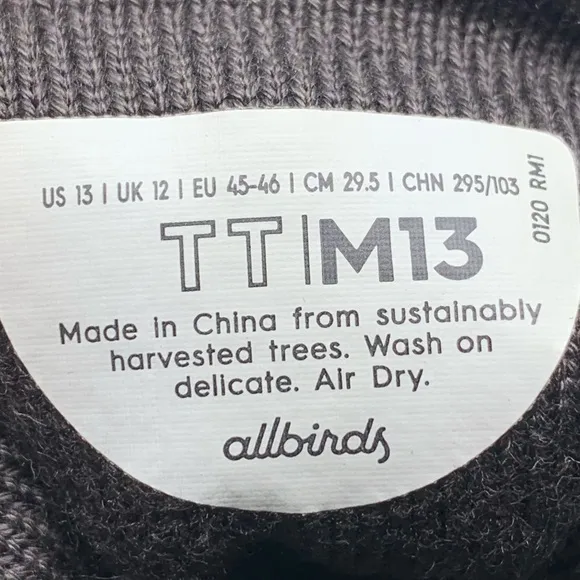 US 13 | UK 12 | EU 45-46 | CM 29.5 | CHN 295/103
0120 RM1
TT|M13
Made in China from sustainably
harvested trees. Wash on
delicate. Air Dry.
allbirds